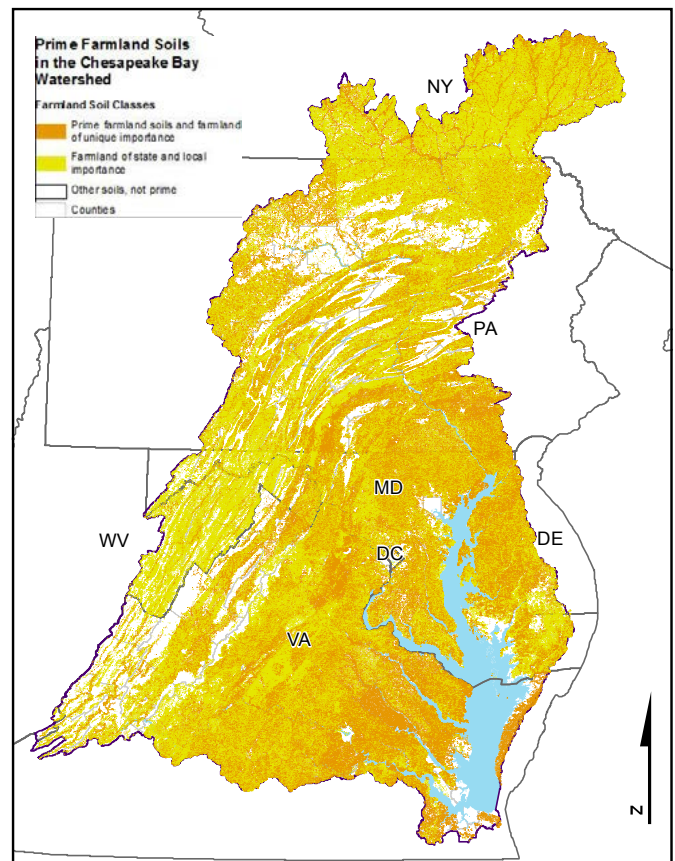 Prime Farmland Soils
in the Chesapeake Bay
Watershed
Farmland Soil Classes
Prime farmland soils and farmland
of unique importance
Farmland of state and local
importance
Other soils, not prime
Counties
NY
PA
MD
WV
DE
DC
VA
N